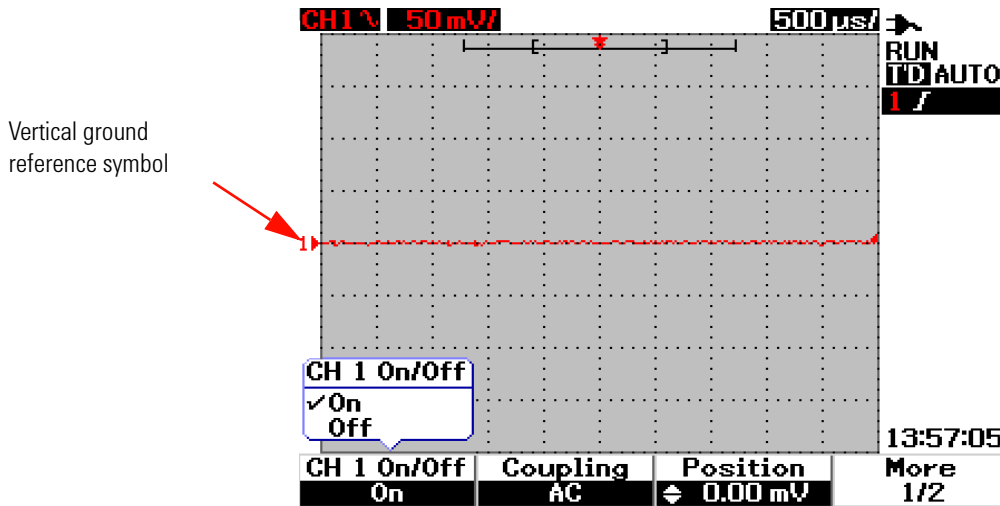 CH1 50 mV/ 500 µs/
RUN
T'D AUTO
1
Vertical ground
reference symbol
1
CH 1 On/Off
✓On
Off
13:57:05
CH 1 On/Off Coupling Position More
On AC 0.00 mV 1/2